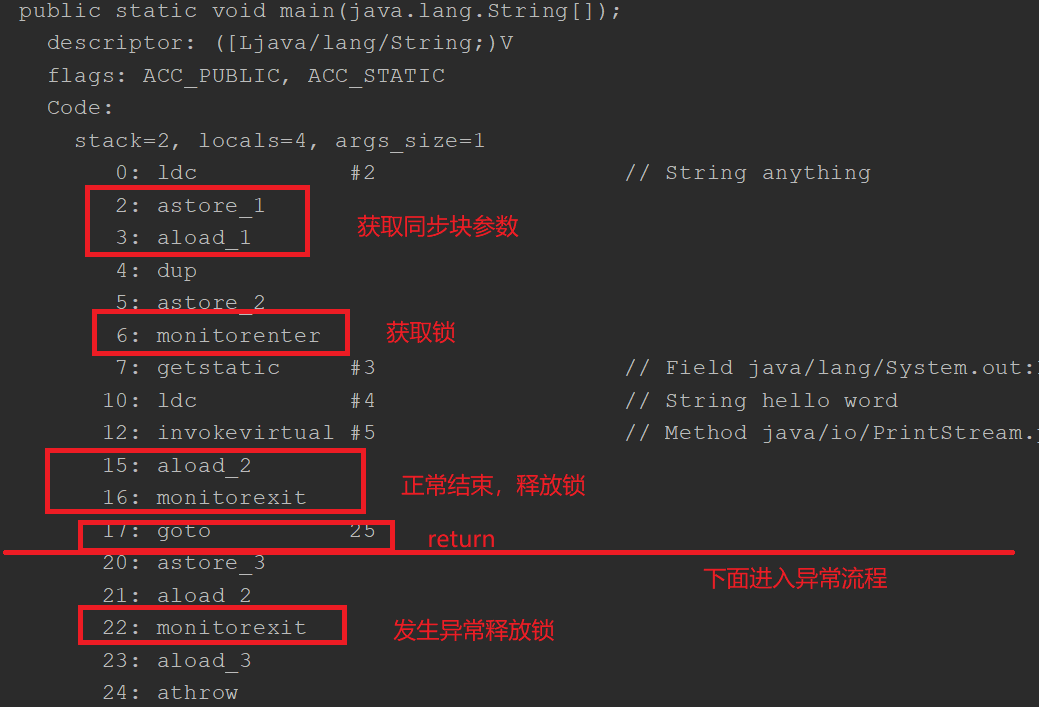 public static void main(java.lang.String[]);
descriptor: ([Ljava/lang/String;)V
flags: ACC_PUBLIC, ACC_STATIC
Code:
stack=2, locals=4, args_size=1
0: ldc #2 // String anything
2: astore_1
获取同步块参数
3: aload_1
4: dup
5: astore_2
6: monitorenter 获取锁
7: getstatic #3 // Field java/lang/System.out:
10: ldc #4 // String hello word
12: invokevirtual #5 // Method java/io/PrintStream.
15: aload_2
正常结束，释放锁
16: monitorexit
17: goto 25 return
20: astore_3
下面进入异常流程
21: aload_2
22: monitorexit 发生异常释放锁
23: aload_3
24: athrow